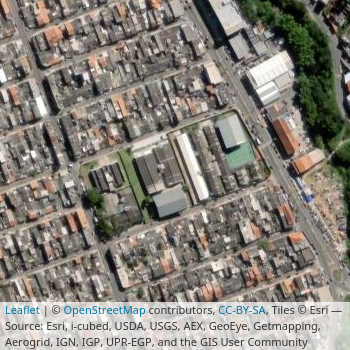 Leaflet | © OpenStreetMap contributors, CC-BY-SA, Tiles © Esri —
Source: Esri, i-cubed, USDA, USGS, AEX, GeoEye, Getmapping,
Aerogrid, IGN, IGP, UPR-EGP, and the GIS User Community